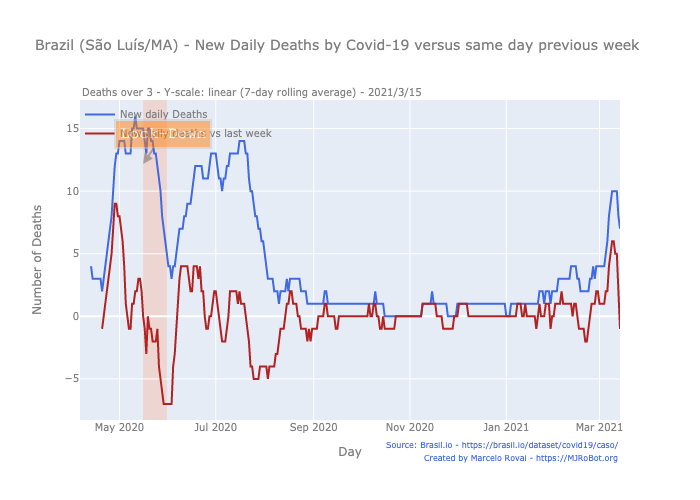 Brazil (São Luís/MA) - New Daily Deaths by Covid-19 versus same day previous week
Deaths over 3 - Y-scale: linear (7-day rolling average) - 2021/3/15
New daily Deaths
vs last week
15
10
5
0
−5
Number of Deaths
May 2020
Jul 2020
Sep 2020
Nov 2020
Jan 2021
Mar 2021
Day
Source: Brasil.io - https://brasil.io/dataset/covid19/caso/
Created by Marcelo Rovai - https://MJRoBot.org